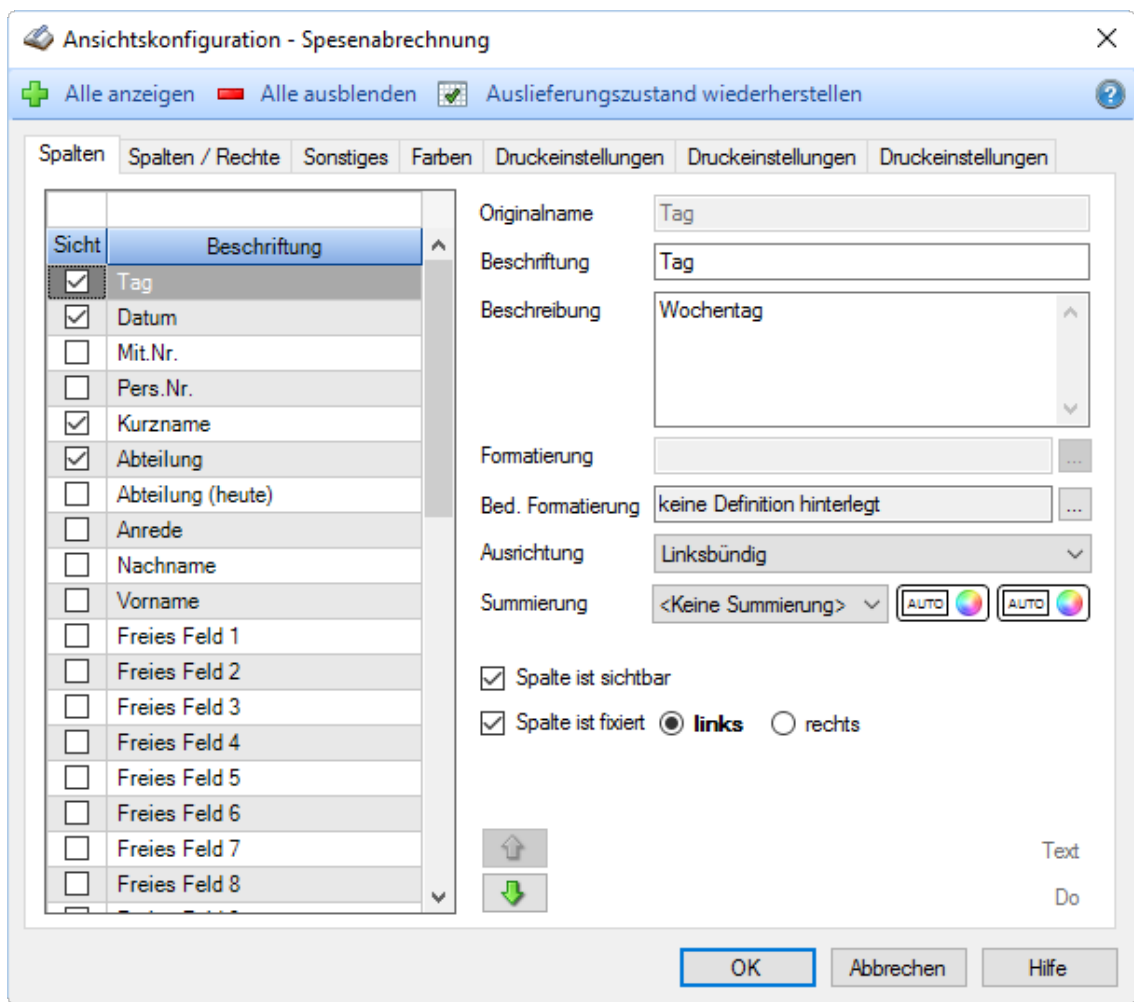 Ansichtskonfiguration - Spesenabrechnung
Alle anzeigen Alle ausblenden Auslieferungszustand wiederherstellen
Spalten Spalten / Rechte Sonstiges Farben Druckeinstellungen Druckeinstellungen Druckeinstellungen
Sicht Beschriftung
Tag
Datum
Mit.Nr.
Pers.Nr.
Kurzname
Abteilung
Abteilung (heute)
Anrede
Nachname
Vorname
Freies Feld 1
Freies Feld 2
Freies Feld 3
Freies Feld 4
Freies Feld 5
Freies Feld 6
Freies Feld 7
Freies Feld 8
Originalname Tag
Beschriftung Tag
Beschreibung Wochentag
Formatierung ...
Bed. Formatierung keine Definition hinterlegt ...
Ausrichtung Linksbündig
Summierung <Keine Summierung> AUTO AUTO
Spalte ist sichtbar
Spalte ist fixiert links rechts
Text
Do
OK Abbrechen Hilfe